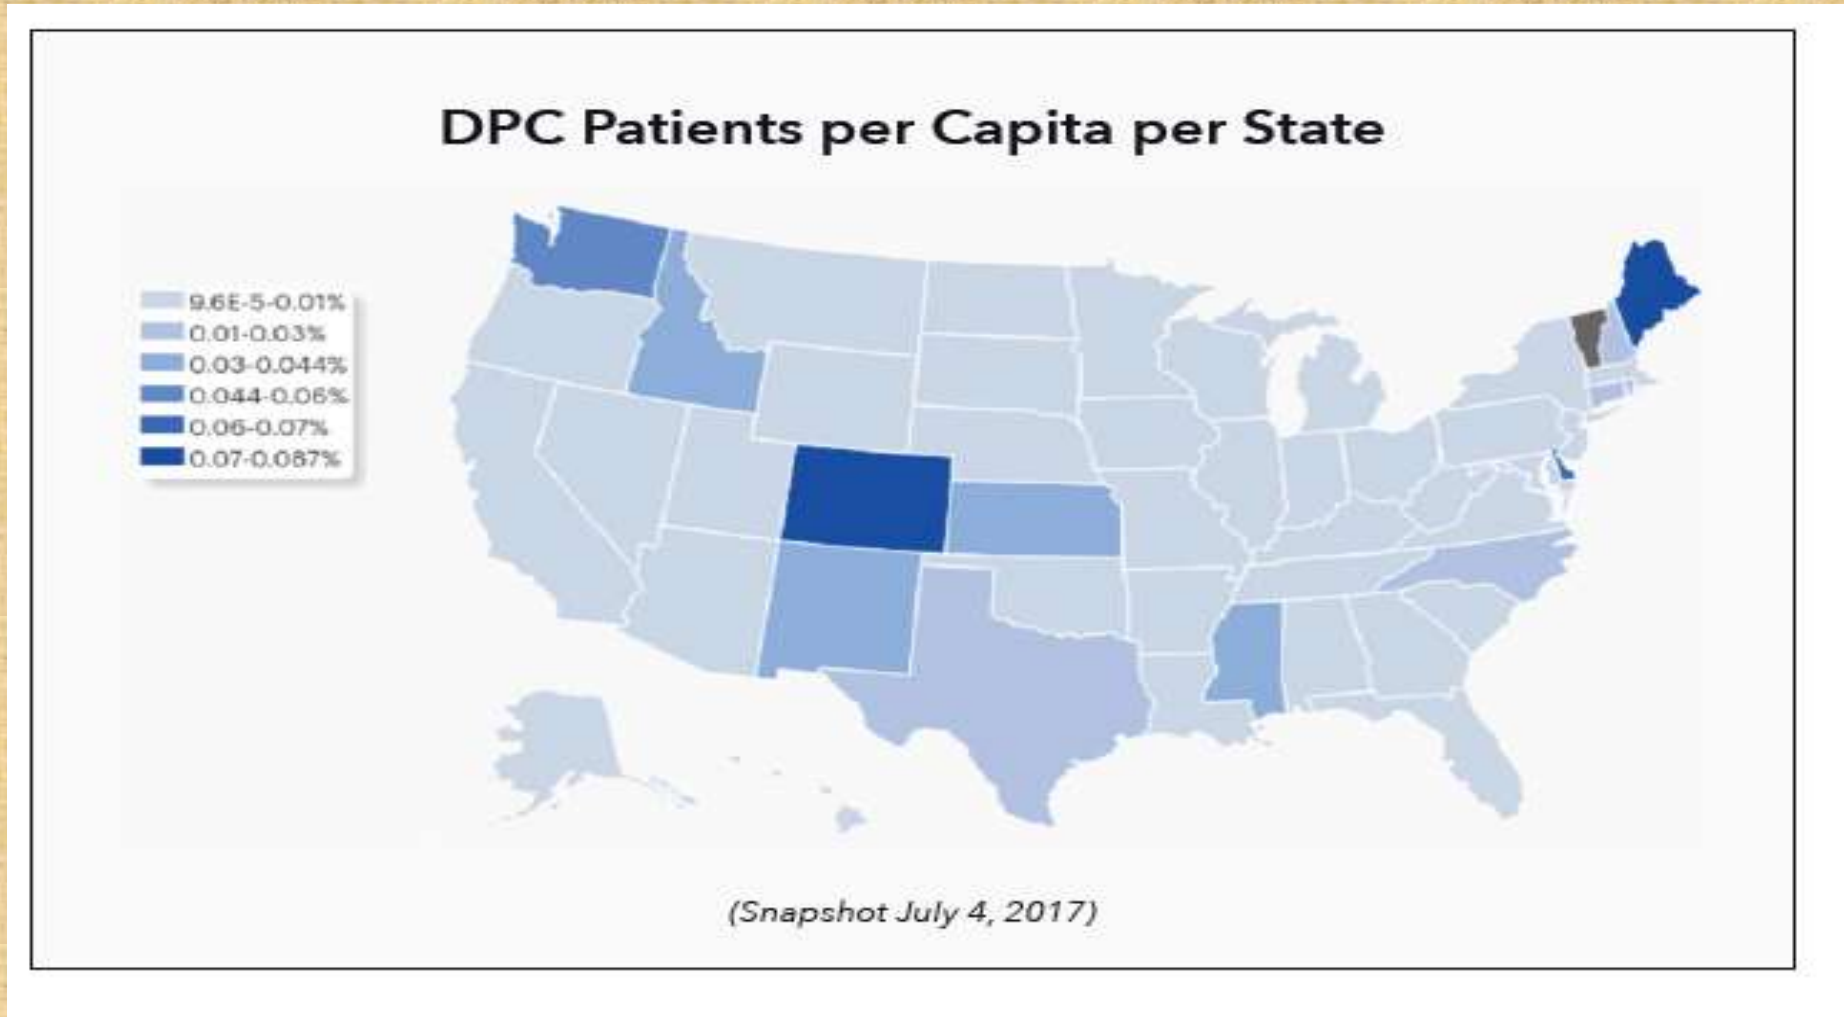 DPC Patients per Capita per State
9.6E-5-0.01%
0.01-0.03%
0.03-0.044%
0.044-0.06%
0.06-0.07%
0.07-0.087%
(Snapshot July 4, 2017)